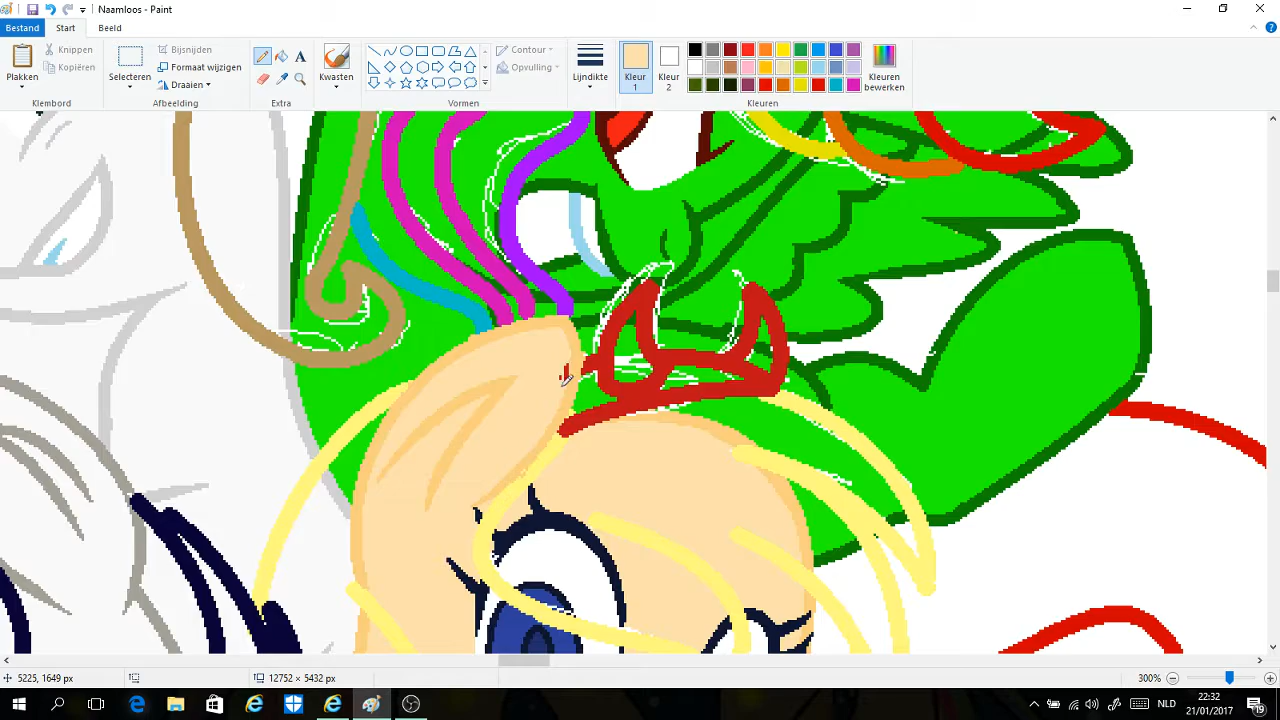 Naamloos - Paint
Bestand Start Beeld
Plakken
Knippen
Kopiëren
Klembord
Selecteren
Bijsnijden
Formaat wijzigen
Draaien
Afbeelding
Extra
Kwasten
Contour
Opvulling
Vormen
Lijndikte
Kleur 1
Kleur 2
Kleuren bewerken
Kleuren
5225, 1649 px
12752 × 5432 px
300%
NLD
22:32
21/01/2017